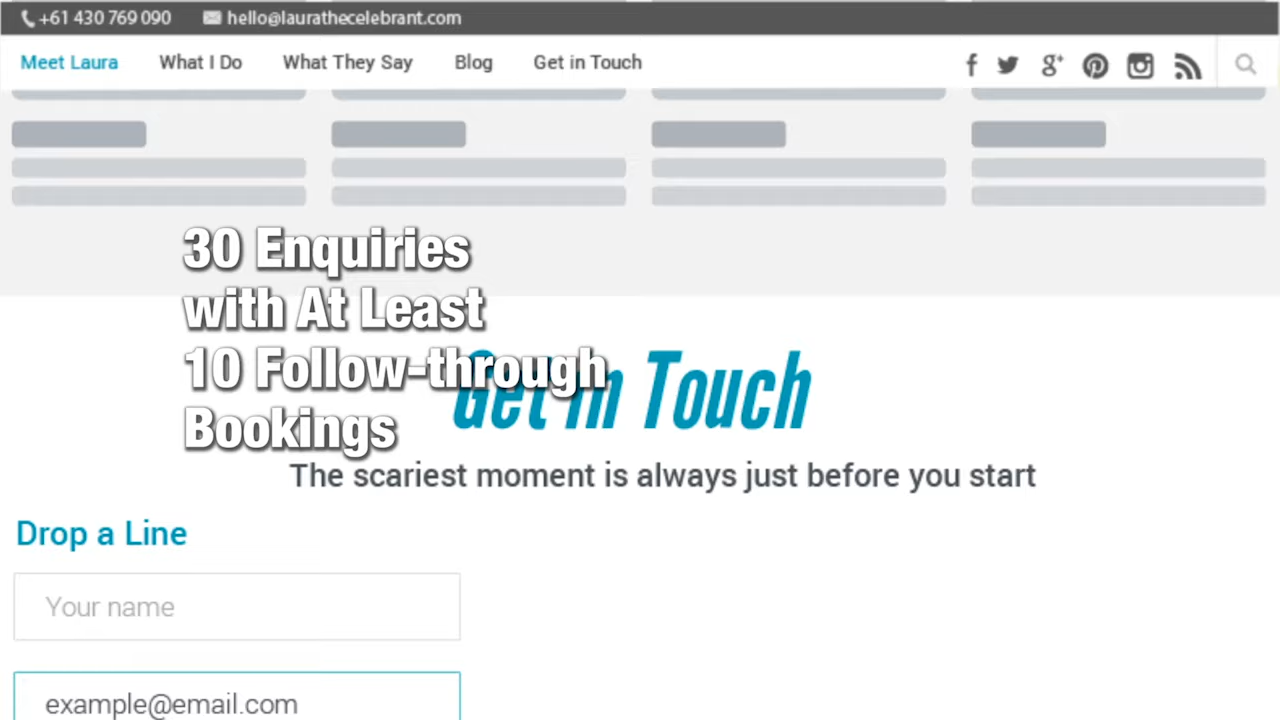 +61 430 769 090 hello@laurathecelebrant.com
Meet Laura What I Do What They Say Blog Get in Touch
30 Enquiries
with At Least
10 Follow-through
Bookings
Get in Touch
The scariest moment is always just before you start
Drop a Line
Your name
example@email.com